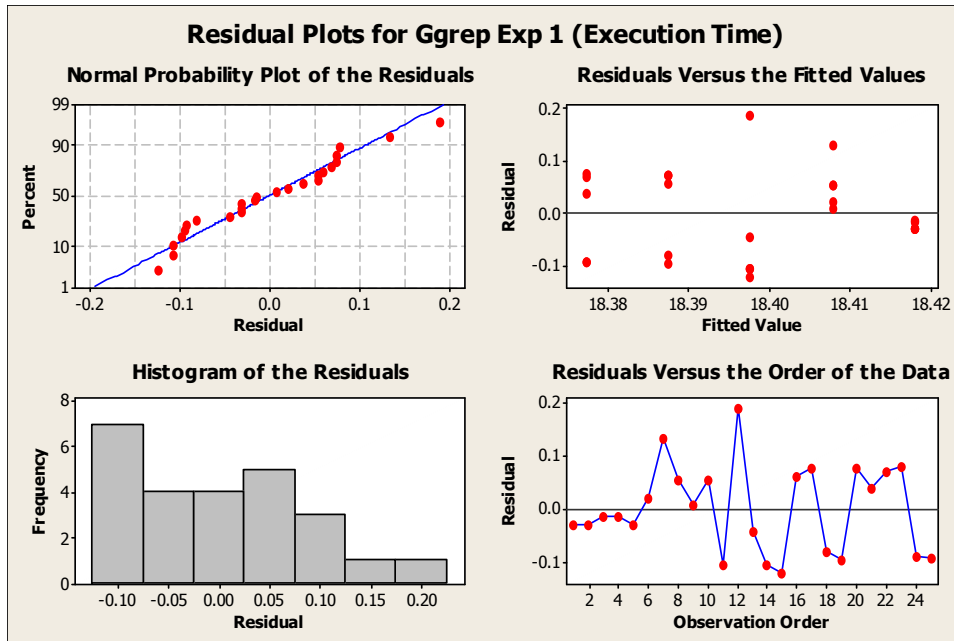 Residual Plots for Ggrep Exp 1 (Execution Time)
Normal Probability Plot of the Residuals
99
90
50
10
1
Percent
-0.2 -0.1 0.0 0.1 0.2
Residual
Residuals Versus the Fitted Values
0.2
0.1
0.0
-0.1
Residual
18.38 18.39 18.40 18.41 18.42
Fitted Value
Histogram of the Residuals
8
6
4
2
0
Frequency
-0.10 -0.05 0.00 0.05 0.10 0.15 0.20
Residual
Residuals Versus the Order of the Data
0.2
0.1
0.0
-0.1
Residual
2 4 6 8 10 12 14 16 18 20 22 24
Observation Order